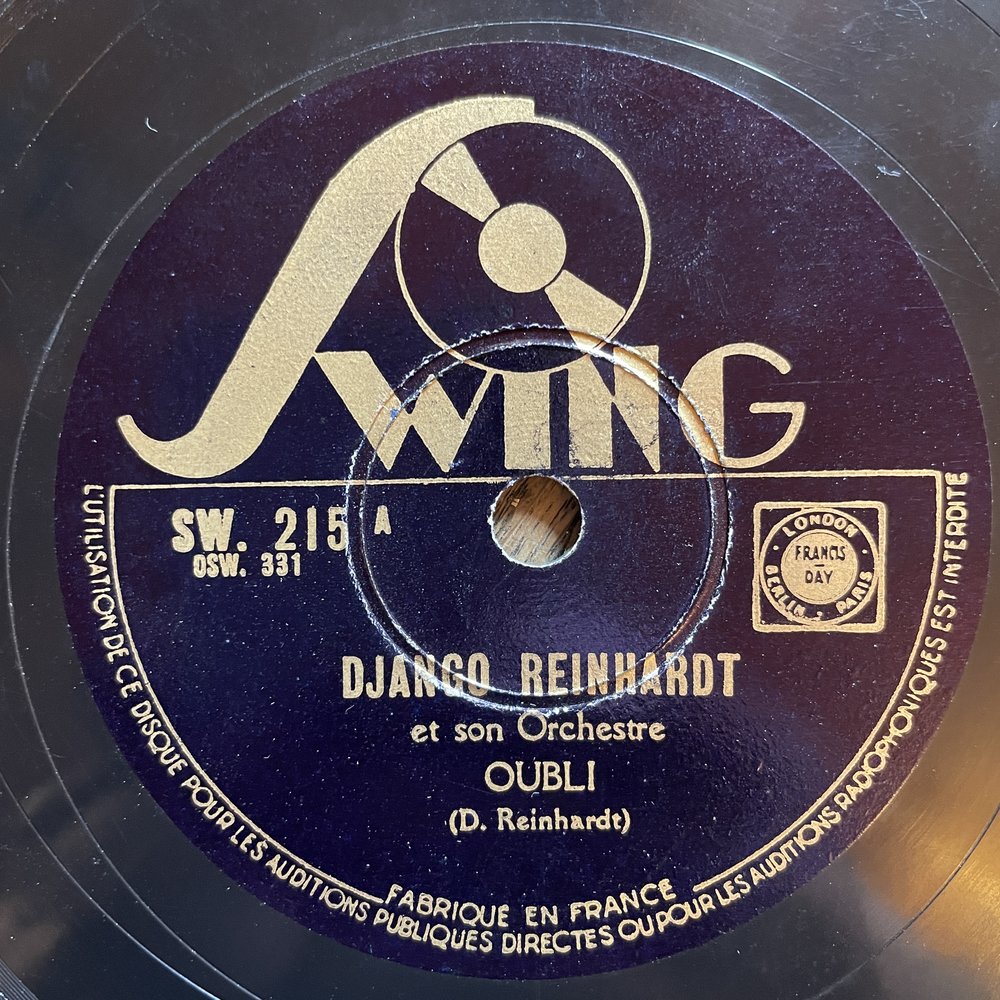 SWING
SW. 215 A
OSW. 331
LONDON
FRANCIS
DAY
BERLIN · PARIS
DJANGO REINHARDT
et son Orchestre
OUBLI
(D. Reinhardt)
FABRIQUÉ EN FRANCE
L'UTILISATION DE CE DISQUE POUR LES AUDITIONS PUBLIQUES DIRECTES OU POUR LES AUDITIONS RADIOPHONIQUES EST INTERDITE